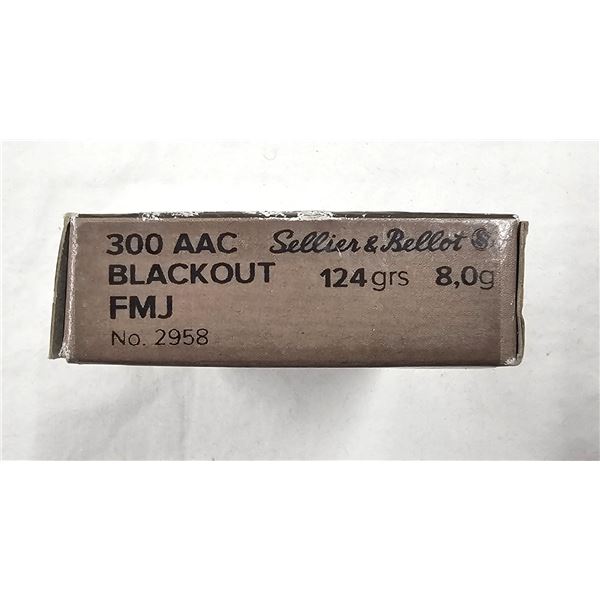 300 AAC Sellier & Bellot
BLACKOUT 124 grs 8,0g
FMJ
No. 2958